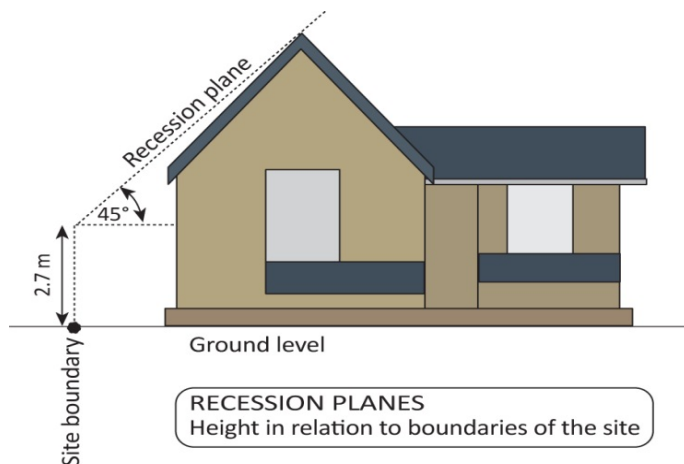 Recession plane
45°
2.7 m
Ground level
Site boundary
RECESSION PLANES
Height in relation to boundaries of the site